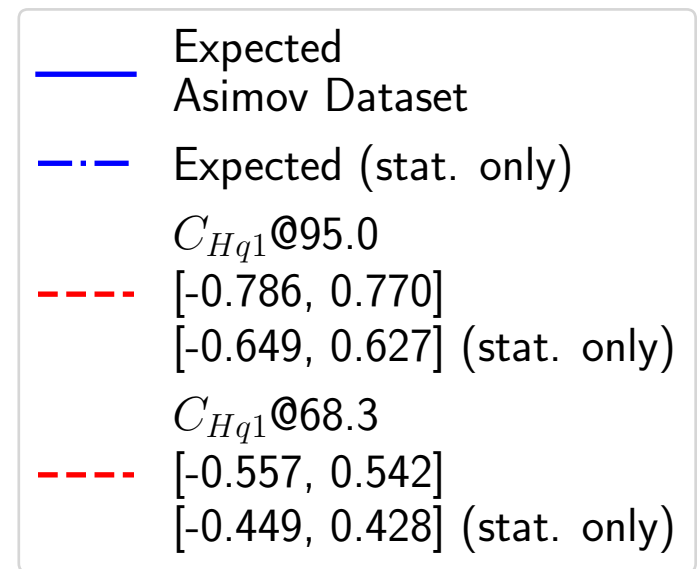 Expected
Asimov Dataset
Expected (stat. only)
C_{Hq1}@95.0
[-0.786, 0.770]
[-0.649, 0.627] (stat. only)
C_{Hq1}@68.3
[-0.557, 0.542]
[-0.449, 0.428] (stat. only)